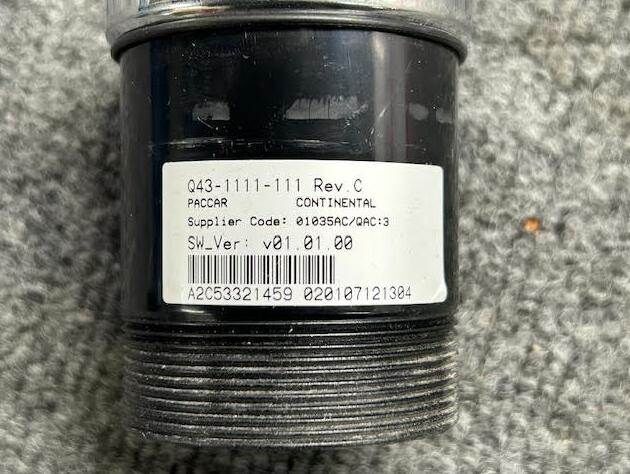 Q43-1111-111 Rev.C
PACCAR CONTINENTAL
Supplier Code: 01035AC/QAC:3
SW_Ver: v01.01.00
A2C53321459 020107121304